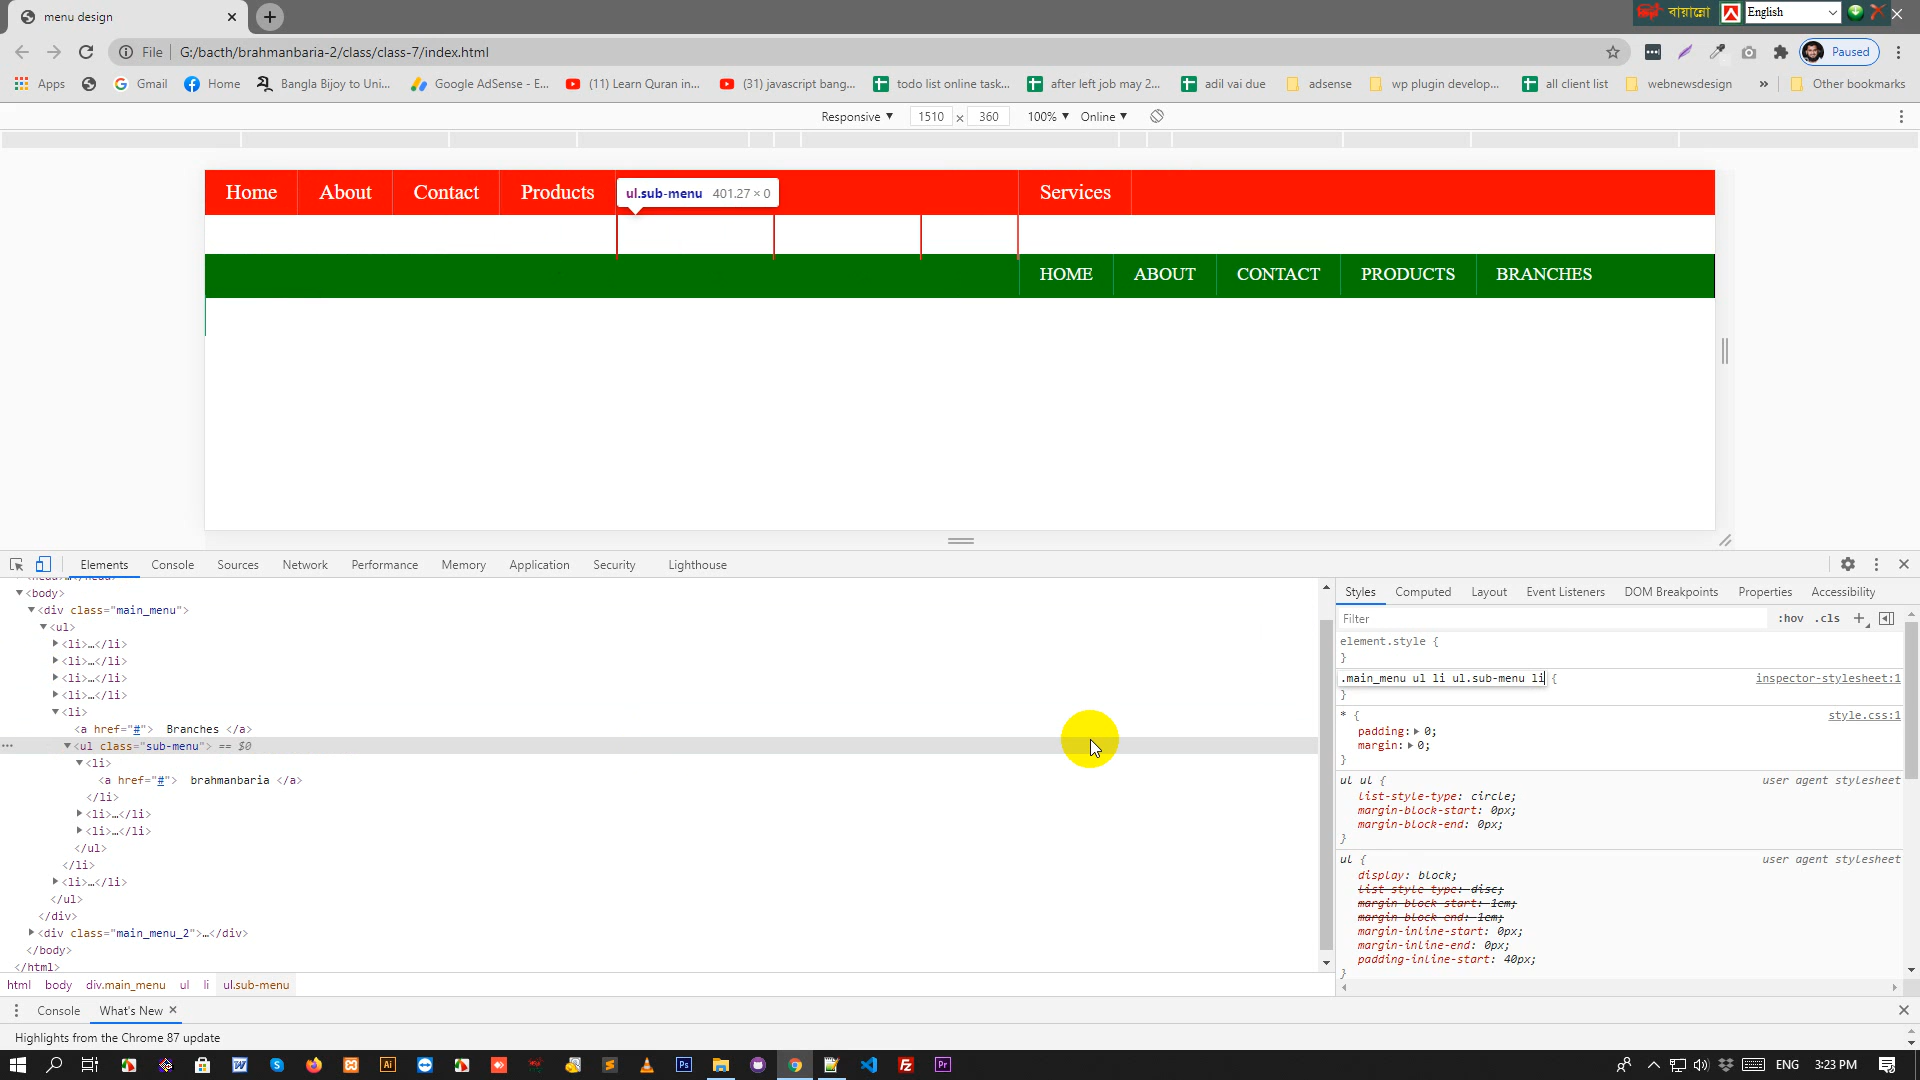 menu design
বায়ান্নো English
File G:/bacth/brahmanbaria-2/class/class-7/index.html Paused
Apps Gmail Home Bangla Bijoy to Uni... Google AdSense - E... (11) Learn Quran in... (31) javascript bang... todo list online task... after left job may 2... adil vai due adsense wp plugin develop... all client list webnewsdesign » Other bookmarks
Responsive 1510 x 360 100% Online
Home About Contact Products ul.sub-menu 401.27 × 0 Services
HOME ABOUT CONTACT PRODUCTS BRANCHES
Elements Console Sources Network Performance Memory Application Security Lighthouse
<body>
<div class="main_menu">
<ul>
<li>…</li>
<li>…</li>
<li>…</li>
<li>…</li>
<li>
<a href="#"> Branches </a>
<ul class="sub-menu"> == $0
<li>
<a href="#"> brahmanbaria </a>
</li>
<li>…</li>
<li>…</li>
</ul>
</li>
<li>…</li>
</ul>
</div>
<div class="main_menu_2">…</div>
</body>
</html>
html body div.main_menu ul li ul.sub-menu
Styles Computed Layout Event Listeners DOM Breakpoints Properties Accessibility
Filter :hov .cls +
element.style {
}
.main_menu ul li ul.sub-menu li { inspector-stylesheet:1
}
* { style.css:1
padding: 0;
margin: 0;
}
ul ul { user agent stylesheet
list-style-type: circle;
margin-block-start: 0px;
margin-block-end: 0px;
}
ul { user agent stylesheet
display: block;
list-style-type: disc;
margin-block-start: 1em;
margin-block-end: 1em;
margin-inline-start: 0px;
margin-inline-end: 0px;
padding-inline-start: 40px;
}
Console What's New
Highlights from the Chrome 87 update
ENG 3:23 PM